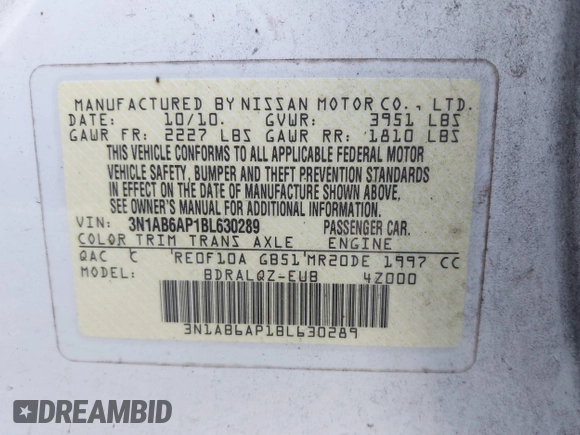 MANUFACTURED BY NISSAN MOTOR CO., LTD.
DATE: 10/10. GVWR: 3951 LBS
GAWR FR: 2227 LBS GAWR RR: 1810 LBS
THIS VEHICLE CONFORMS TO ALL APPLICABLE FEDERAL MOTOR
VEHICLE SAFETY, BUMPER AND THEFT PREVENTION STANDARDS
IN EFFECT ON THE DATE OF MANUFACTURE SHOWN ABOVE.
SEE OWNER'S MANUAL FOR ADDITIONAL INFORMATION.
VIN: 3N1AB6AP1BL630289 PASSENGER CAR.
COLOR TRIM TRANS AXLE ENGINE
QAC C RE0F10A GB51 MR20DE 1997 CC
MODEL: BDRALQZ-EUB 4Z000
3N1AB6AP1BL630289
DREAMBID